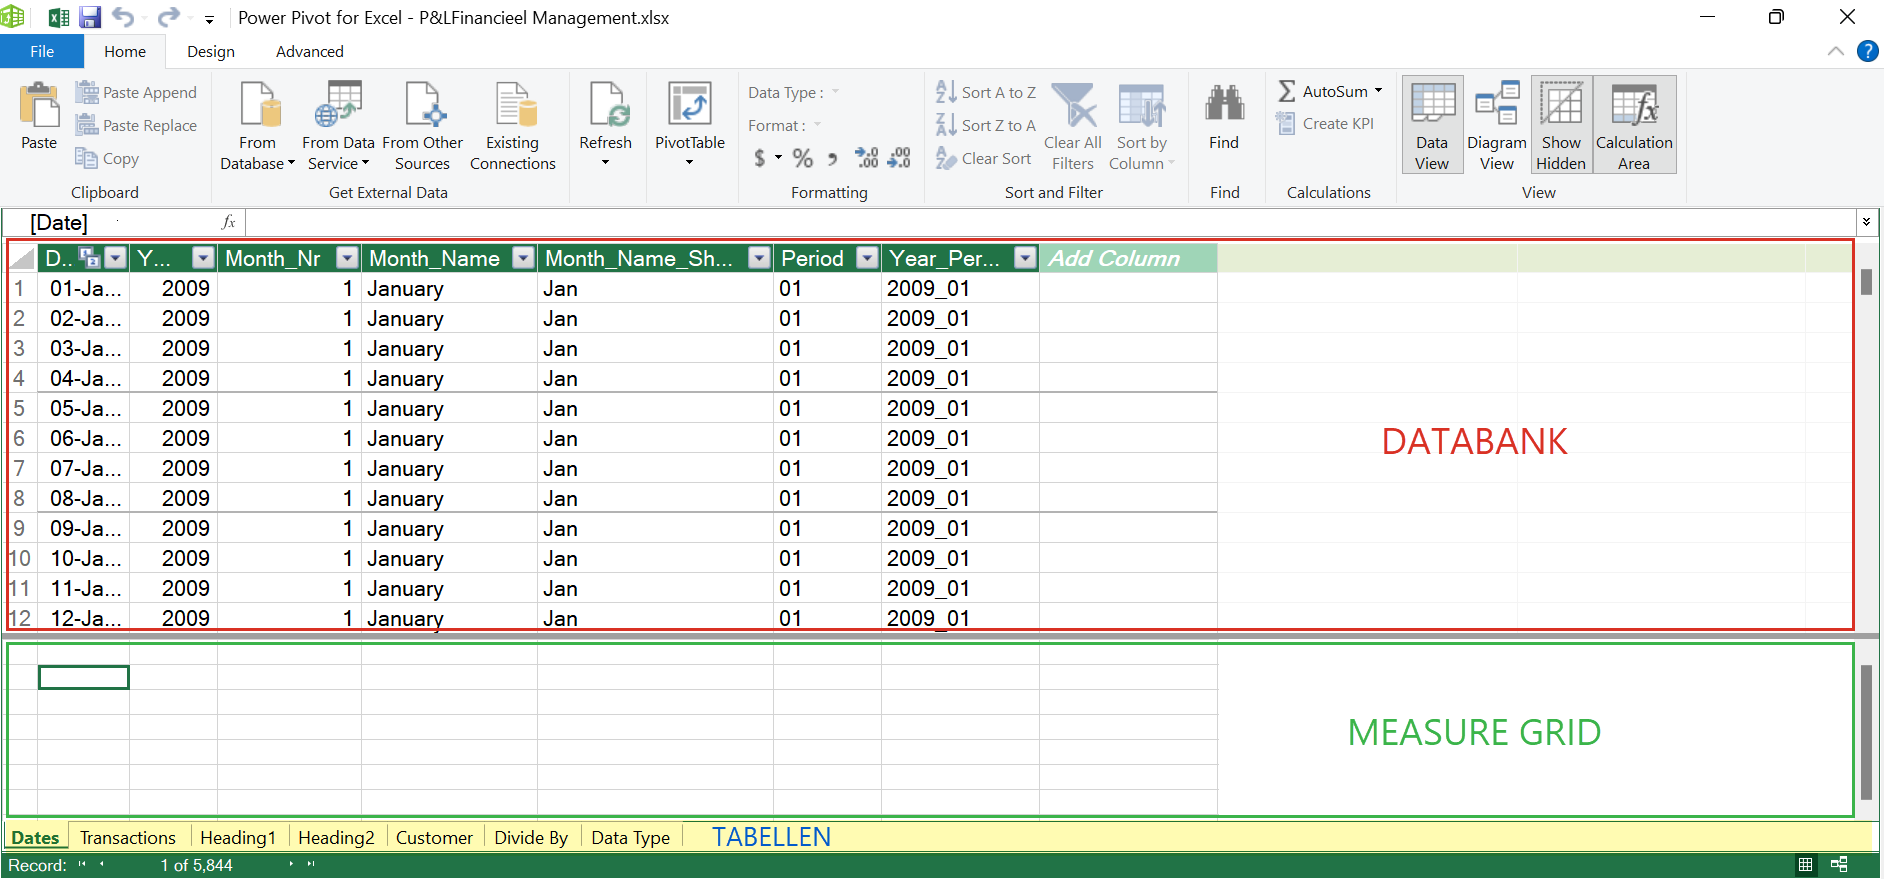 Power Pivot for Excel - P&LFinancieel Management.xlsx
File Home Design Advanced
Paste
Paste Append
Paste Replace
Copy
Clipboard
From Database
From Data Service
From Other Sources
Existing Connections
Get External Data
Refresh
PivotTable
Data Type :
Format :
$ % , .00 .00
Formatting
Sort A to Z
Sort Z to A
Clear Sort
Clear All Filters
Sort by Column
Sort and Filter
Find
Find
AutoSum
Create KPI
Calculations
Data View
Diagram View
Show Hidden
Calculation Area
View
[Date] fx
D.. Y... Month_Nr Month_Name Month_Name_Sh... Period Year_Per... Add Column
1 01-Ja... 2009 1 January Jan 01 2009_01
2 02-Ja... 2009 1 January Jan 01 2009_01
3 03-Ja... 2009 1 January Jan 01 2009_01
4 04-Ja... 2009 1 January Jan 01 2009_01
5 05-Ja... 2009 1 January Jan 01 2009_01
6 06-Ja... 2009 1 January Jan 01 2009_01
7 07-Ja... 2009 1 January Jan 01 2009_01
8 08-Ja... 2009 1 January Jan 01 2009_01
9 09-Ja... 2009 1 January Jan 01 2009_01
10 10-Ja... 2009 1 January Jan 01 2009_01
11 11-Ja... 2009 1 January Jan 01 2009_01
12 12-Ja... 2009 1 January Jan 01 2009_01
DATABANK
MEASURE GRID
Dates Transactions Heading1 Heading2 Customer Divide By Data Type TABELLEN
Record: 1 of 5,844